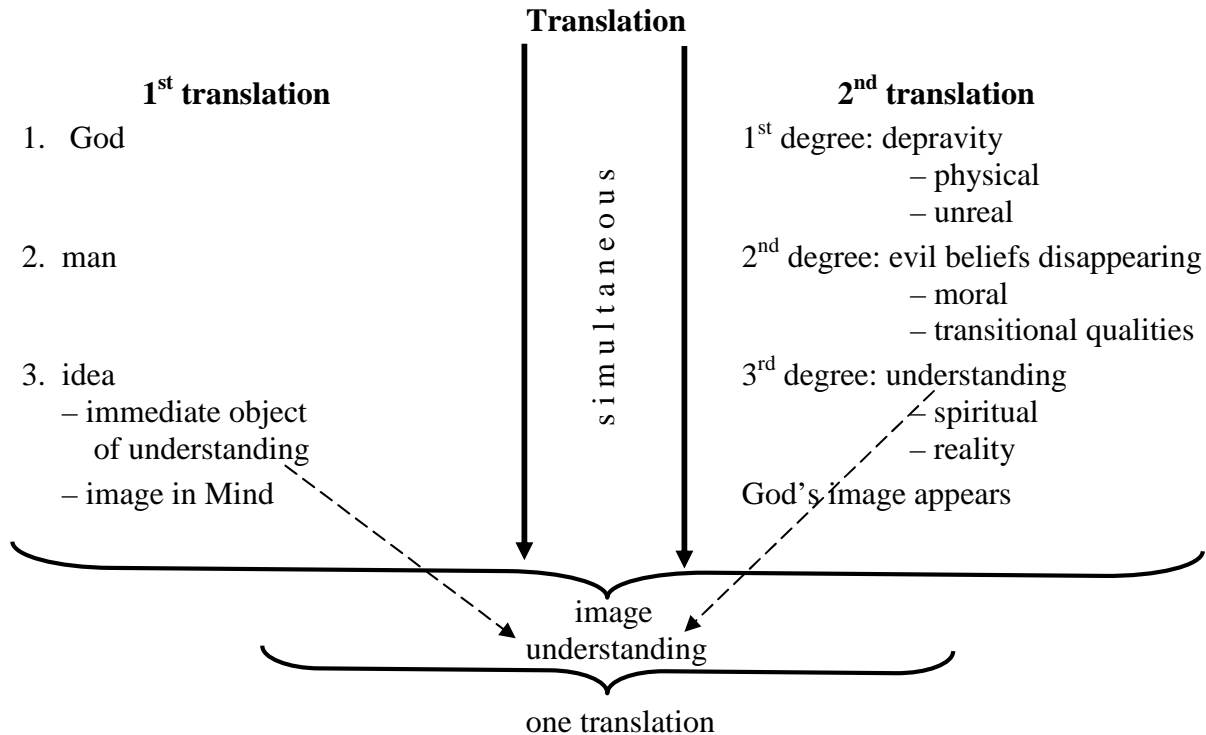 Translation
1st translation
1. God
2. man
3. idea
– immediate object
of understanding
– image in Mind
simultaneous
2nd translation
1st degree: depravity
– physical
– unreal
2nd degree: evil beliefs disappearing
– moral
– transitional qualities
3rd degree: understanding
– spiritual
– reality
God’s image appears
image
understanding
one translation